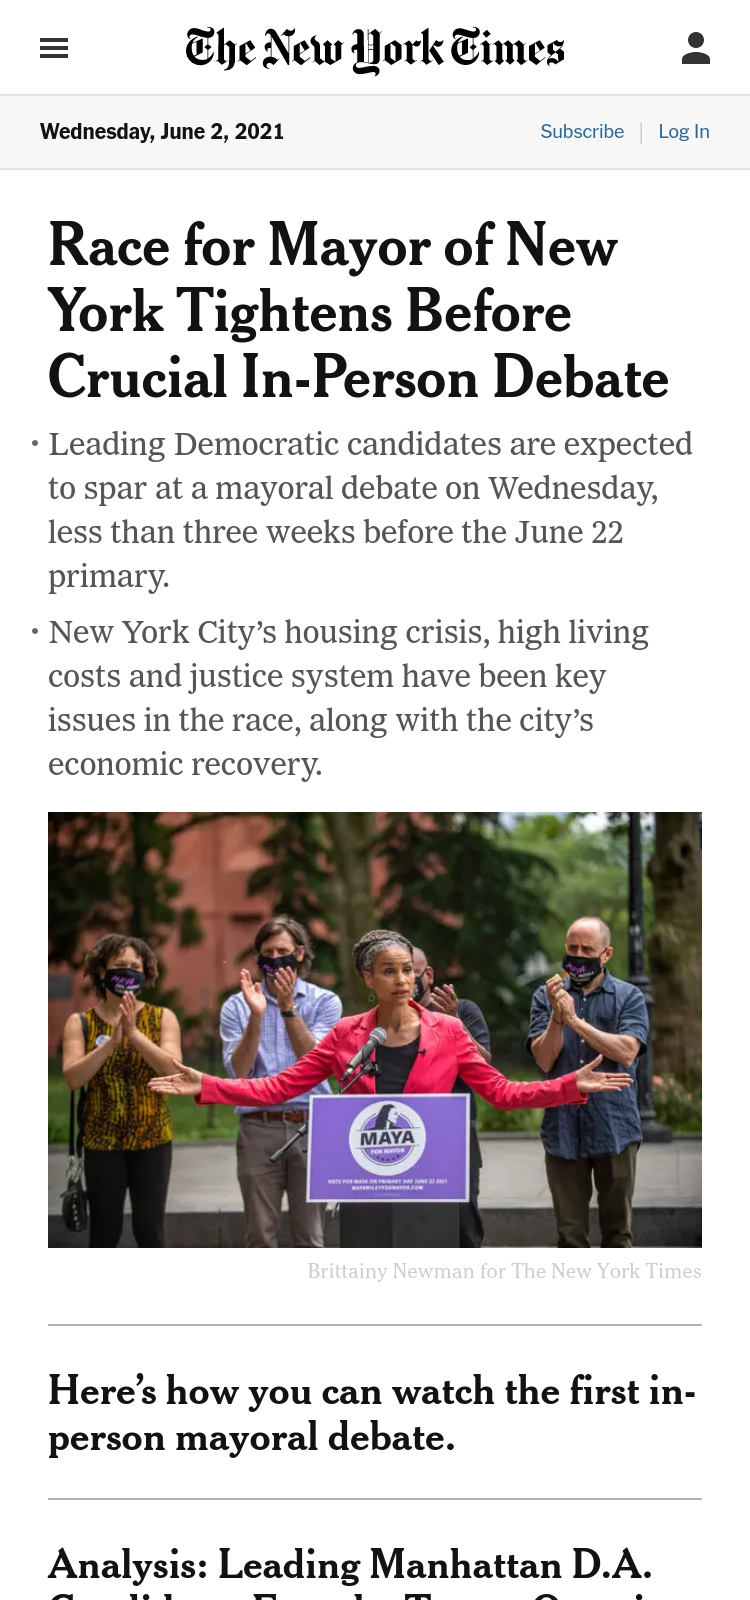 The New York Times
Wednesday, June 2, 2021
Subscribe
Log In
Race for Mayor of New
York Tightens Before
Crucial In-Person Debate
• Leading Democratic candidates are expected
to spar at a mayoral debate on Wednesday,
less than three weeks before the June 22
primary.
• New York City’s housing crisis, high living
costs and justice system have been key
issues in the race, along with the city’s
economic recovery.
MAYA
MAYA
MAYA
MAYA
FOR MAYOR
VOTE FOR MAYA ON PRIMARY DAY JUNE 22 2021
MAYAWILEYFORMAYOR.COM
Brittainy Newman for The New York Times
Here’s how you can watch the first in-
person mayoral debate.
Analysis: Leading Manhattan D.A.